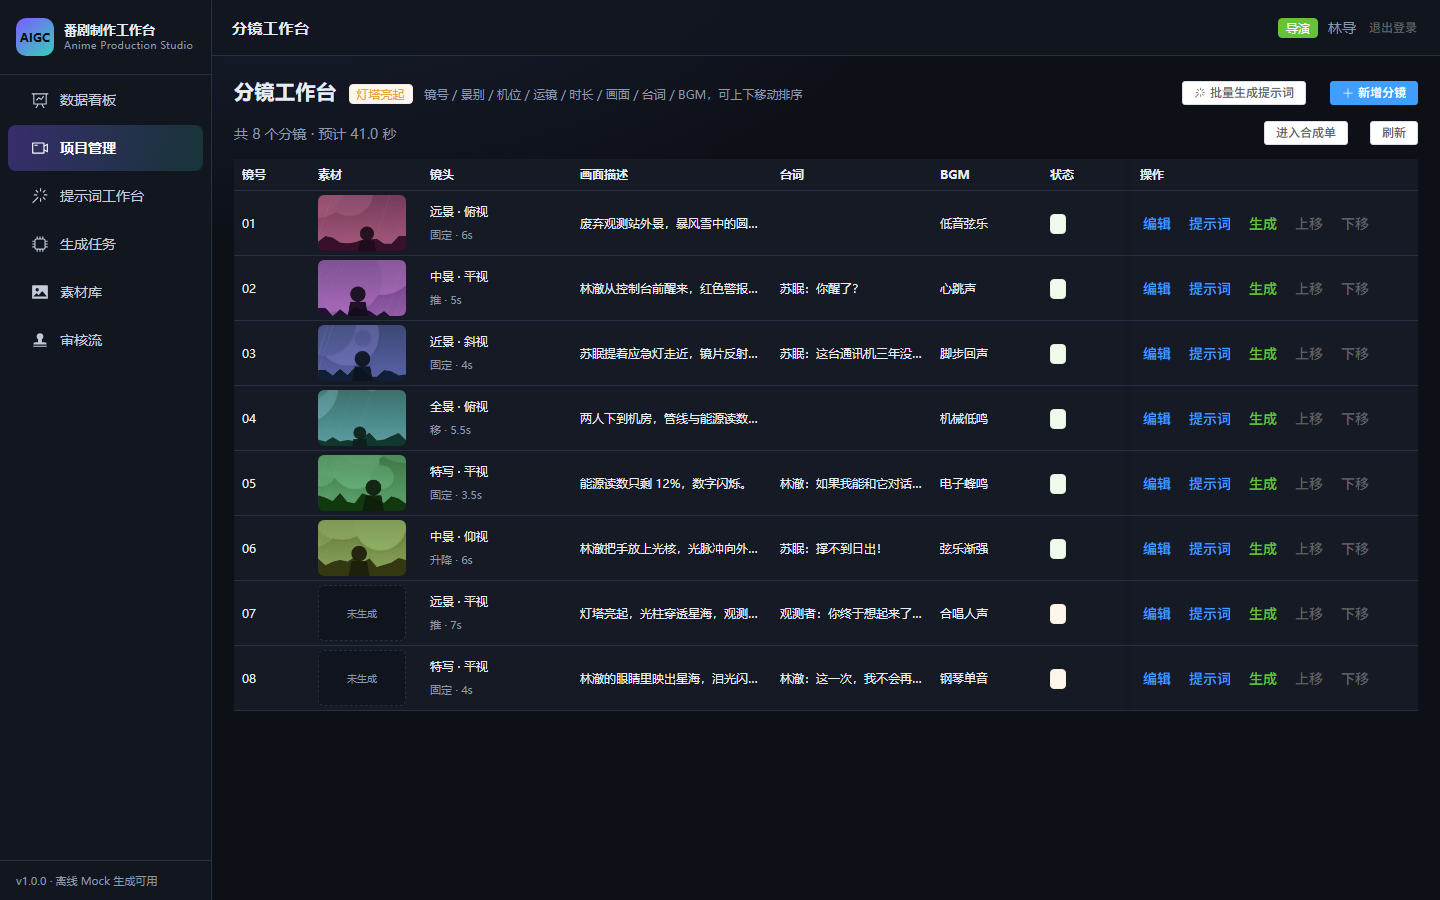 AIGC
番剧制作工作台
Anime Production Studio
数据看板
项目管理
提示词工作台
生成任务
素材库
审核流
v1.0.0 · 离线 Mock 生成可用
分镜工作台
导演 林导 退出登录
分镜工作台 灯塔亮起 镜号 / 景别 / 机位 / 运镜 / 时长 / 画面 / 台词 / BGM，可上下移动排序
批量生成提示词 新增分镜
共 8 个分镜 · 预计 41.0 秒
进入合成单 刷新
镜号 素材 镜头 画面描述 台词 BGM 状态 操作
01 远景 · 俯视 固定 · 6s 废弃观测站外景，暴风雪中的圆... 低音弦乐 编辑 提示词 生成 上移 下移
02 中景 · 平视 推 · 5s 林澈从控制台前醒来，红色警报... 苏眠：你醒了？ 心跳声 编辑 提示词 生成 上移 下移
03 近景 · 斜视 固定 · 4s 苏眠提着应急灯走近，镜片反射... 苏眠：这台通讯机三年没... 脚步回声 编辑 提示词 生成 上移 下移
04 全景 · 俯视 移 · 5.5s 两人下到机房，管线与能源读数... 机械低鸣 编辑 提示词 生成 上移 下移
05 特写 · 平视 固定 · 3.5s 能源读数只剩 12%，数字闪烁。 林澈：如果我能和它对话... 电子蜂鸣 编辑 提示词 生成 上移 下移
06 中景 · 仰视 升降 · 6s 林澈把手放上光核，光脉冲向外... 苏眠：撑不到日出！ 弦乐渐强 编辑 提示词 生成 上移 下移
07 未生成 远景 · 平视 推 · 7s 灯塔亮起，光柱穿透星海，观测... 观测者：你终于想起来了... 合唱人声 编辑 提示词 生成 上移 下移
08 未生成 特写 · 平视 固定 · 4s 林澈的眼睛里映出星海，泪光闪... 林澈：这一次，我不会再... 钢琴单音 编辑 提示词 生成 上移 下移